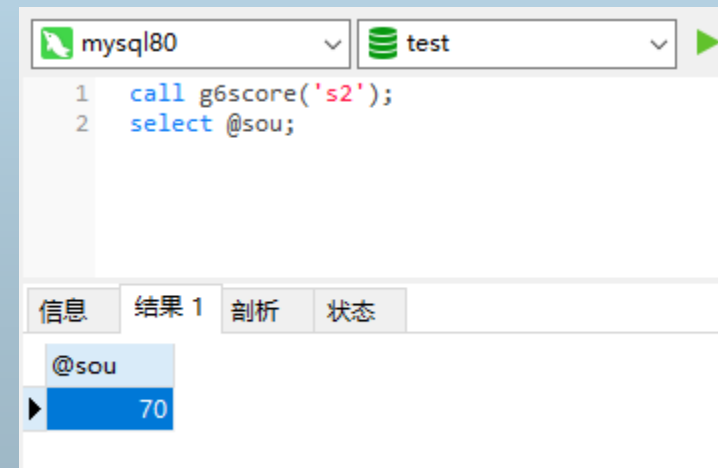 mysql80 test
1 call g6score('s2');
2 select @sou;
信息 结果 1 剖析 状态
@sou
70